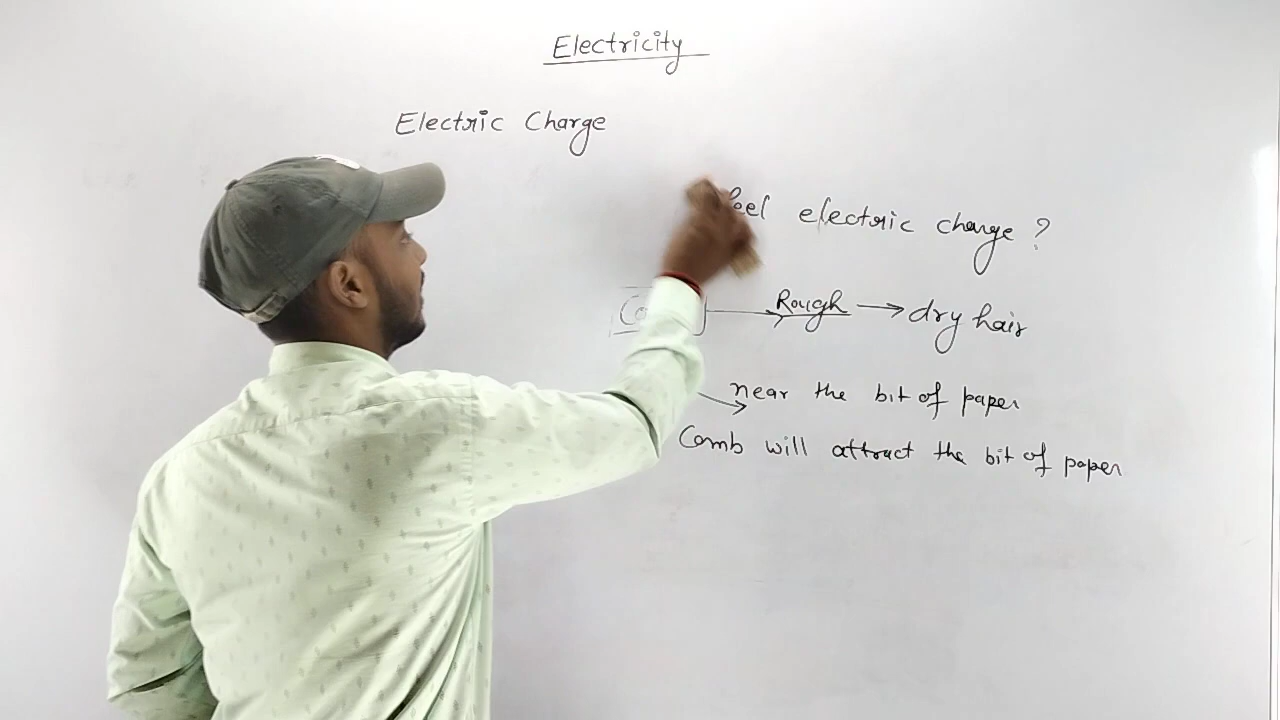 Electricity
Electric Charge
feel electric charge ?
Rough → dry hair
near the bit of paper
Comb will attract the bit of paper